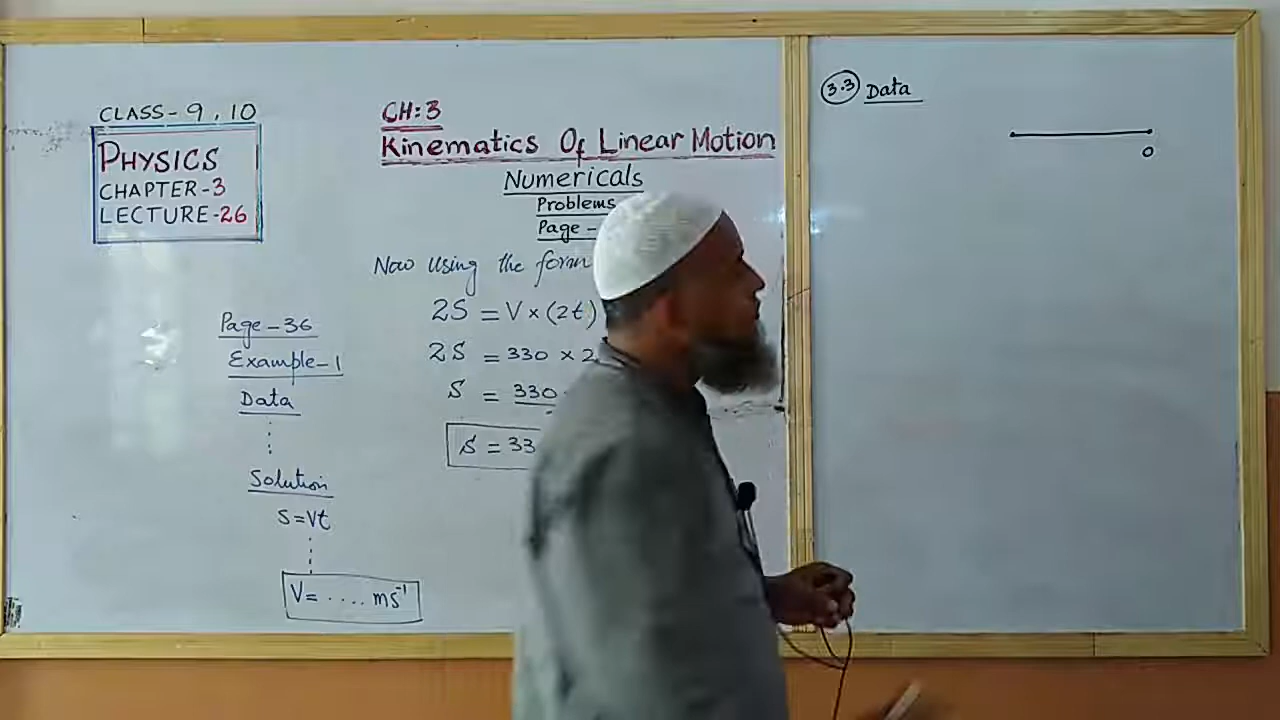 CLASS-9,10
PHYSICS
CHAPTER-3
LECTURE-26
Page-36
Example-1
Data
Solution
S=Vt
V= .... ms⁻¹
CH:3
Kinematics Of Linear Motion
Numericals
Problems
Page -
Now Using the
2S = V×(2t)
2S = 330 × 2
S = 330
S = 33
3.3 Data
O